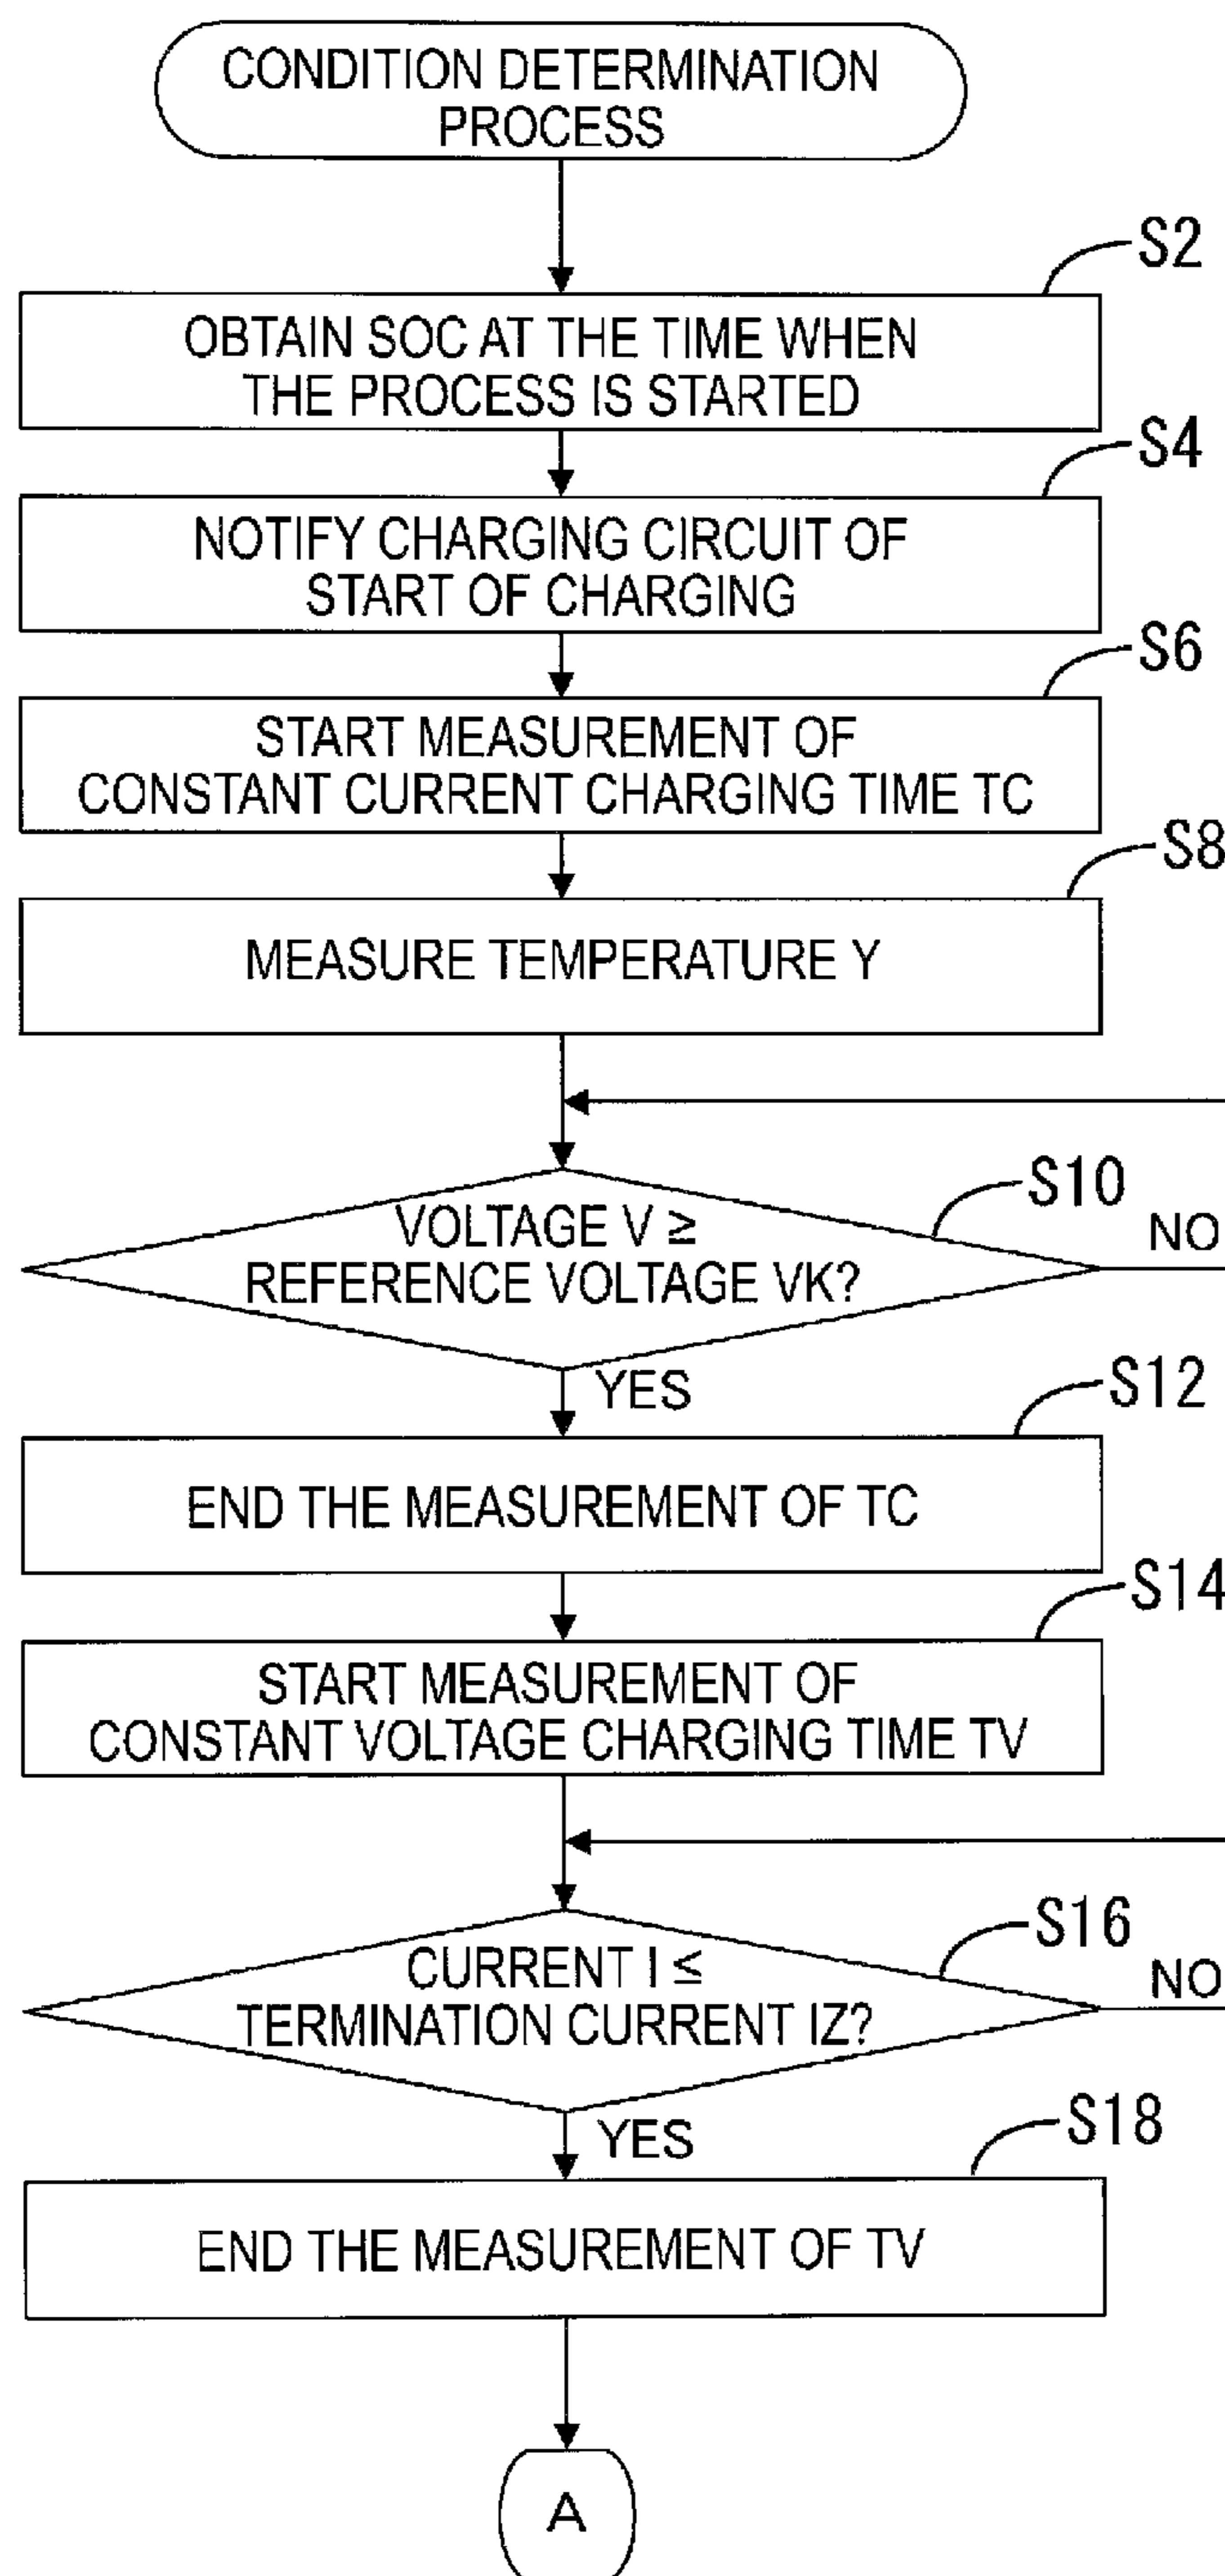 CONDITION DETERMINATION
PROCESS
S2
OBTAIN SOC AT THE TIME WHEN
THE PROCESS IS STARTED
S4
NOTIFY CHARGING CIRCUIT OF
START OF CHARGING
S6
START MEASUREMENT OF
CONSTANT CURRENT CHARGING TIME TC
S8
MEASURE TEMPERATURE Y
S10
VOLTAGE V ≥
REFERENCE VOLTAGE VK?
NO
YES
S12
END THE MEASUREMENT OF TC
S14
START MEASUREMENT OF
CONSTANT VOLTAGE CHARGING TIME TV
S16
CURRENT I ≤
TERMINATION CURRENT IZ?
NO
YES
S18
END THE MEASUREMENT OF TV
A